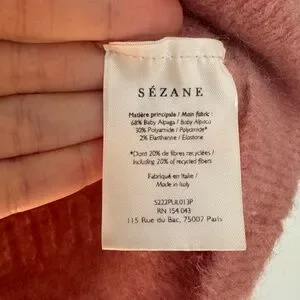 SÉZANE
Matière principale / Main fabric :
68% Baby Alpaga / Baby Alpaca
30% Polyamide / Polyamide*
2% Elasthanne / Elastane
*Dont 20% de fibres recyclées /
Including 20% of recycled fibers
Fabriqué en Italie /
Made in Italy
S222PUL013P
RN 154 043
115 Rue du Bac, 75007 Paris